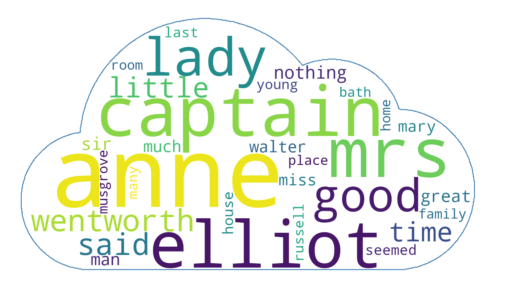 last
lady
room
nothing
little
young
bath
captain
home
mary
sir
much
walter
mrs
musgrove
anne
place
many
miss
good
great
wentworth
house
russell
family
said
elliot
time
man
seemed